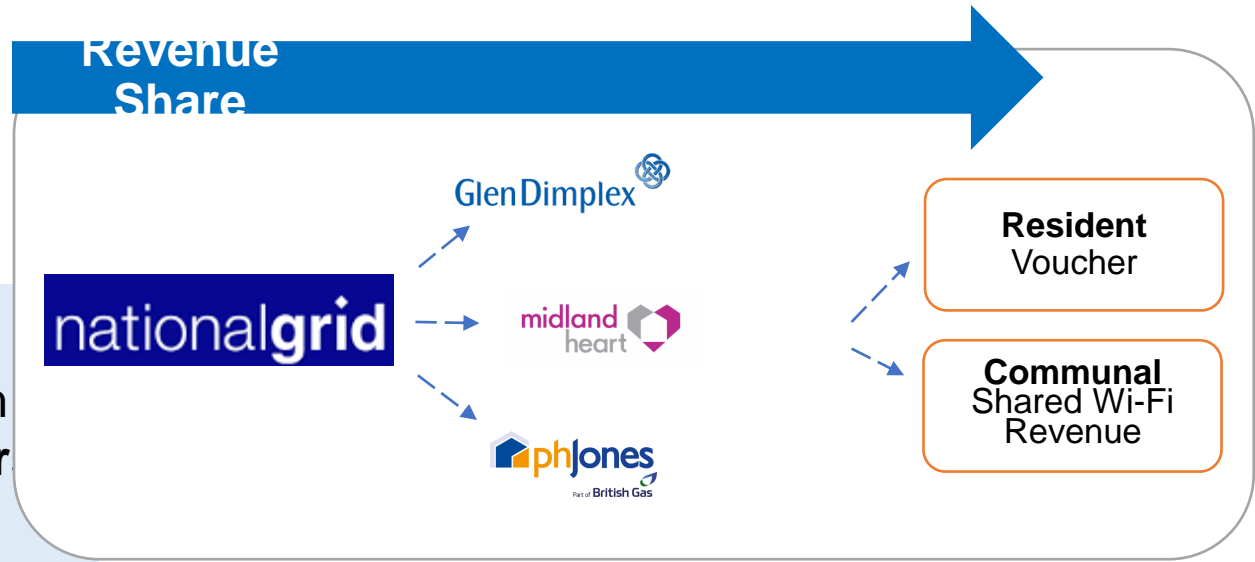 Revenue
Share
GlenDimplex
nationalgrid
midland
heart
phJones
Part of British Gas
Resident
Voucher
Communal
Shared Wi-Fi
Revenue